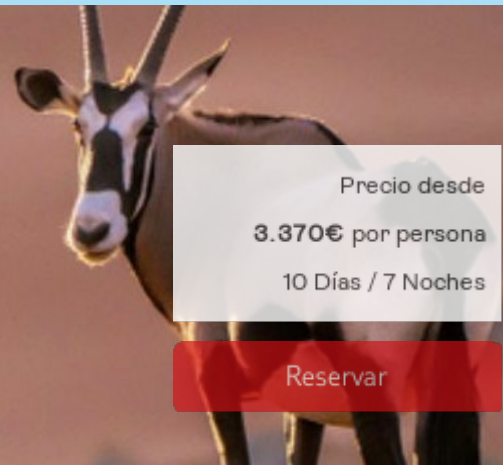 Precio desde
3.370€ por persona
10 Días / 7 Noches
Reservar